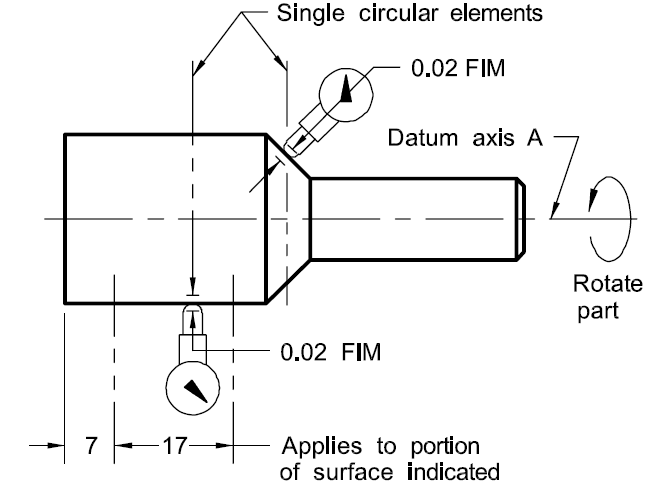 Single circular elements
0.02 FIM
Datum axis A
Rotate
part
0.02 FIM
7
17
Applies to portion
of surface indicated